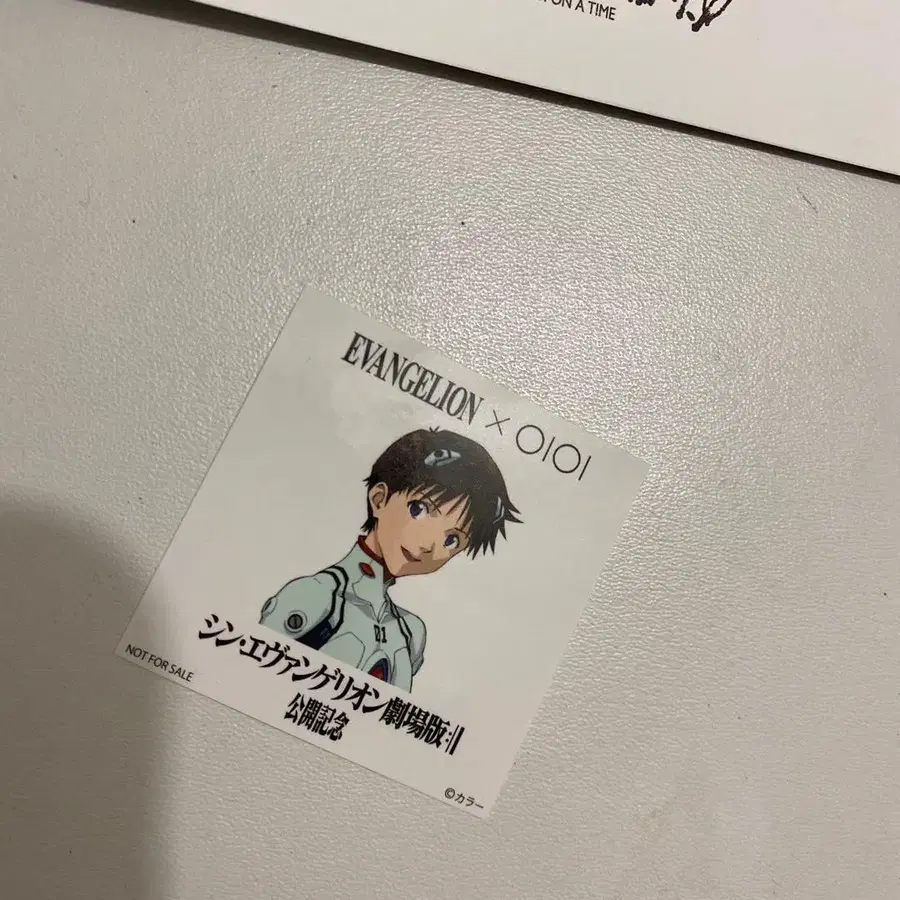 ON A TIME
EVANGELION × OIOI
01
シン・エヴァンゲリオン劇場版:||
公開記念
NOT FOR SALE
©カラー